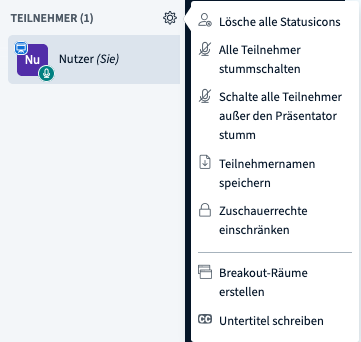 TEILNEHMER (1)
Nu
Nutzer (Sie)
Lösche alle Statusicons
Alle Teilnehmer
stummschalten
Schalte alle Teilnehmer
außer den Präsentator
stumm
Teilnehmernamen
speichern
Zuschauerrechte
einschränken
Breakout-Räume
erstellen
CC
Untertitel schreiben